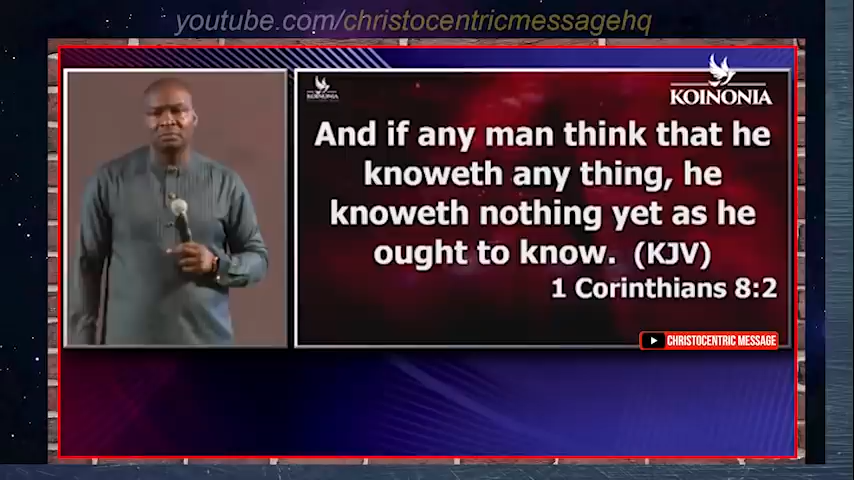 youtube.com/christocentricmessagehq
KOINONIA
KOINONIA
And if any man think that he
knoweth any thing, he
knoweth nothing yet as he
ought to know. (KJV)
1 Corinthians 8:2
CHRISTOCENTRIC MESSAGE